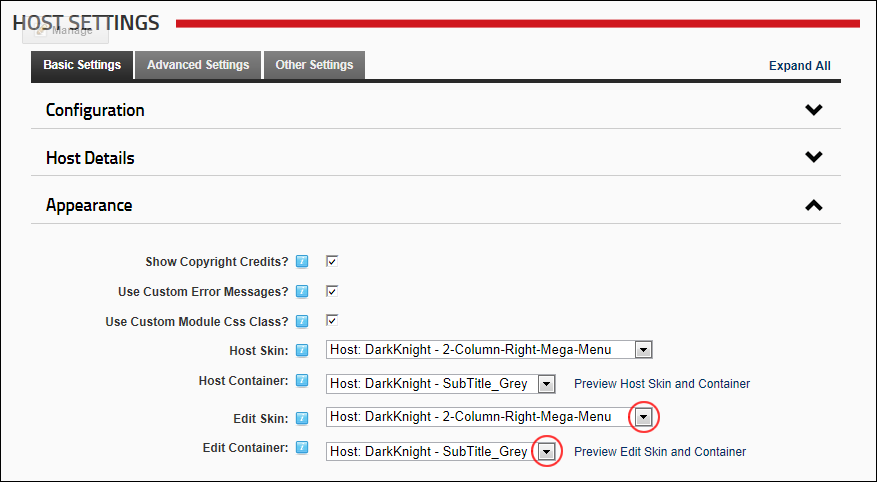 HOST SETTINGS
Manage
Basic Settings Advanced Settings Other Settings Expand All
Configuration
Host Details
Appearance
Show Copyright Credits?
Use Custom Error Messages?
Use Custom Module Css Class?
Host Skin: Host: DarkKnight - 2-Column-Right-Mega-Menu
Host Container: Host: DarkKnight - SubTitle_Grey Preview Host Skin and Container
Edit Skin: Host: DarkKnight - 2-Column-Right-Mega-Menu
Edit Container: Host: DarkKnight - SubTitle_Grey Preview Edit Skin and Container